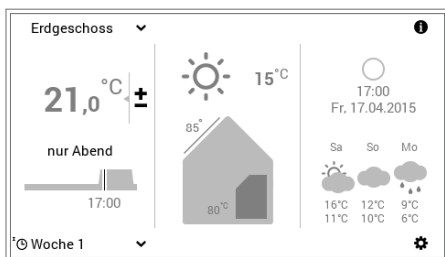 Erdgeschoss
21,0 °C ±
nur Abend
17:00
Woche 1
15°C
85°
80°C
i
17:00
Fr, 17.04.2015
Sa So Mo
16°C 12°C 9°C
11°C 10°C 6°C